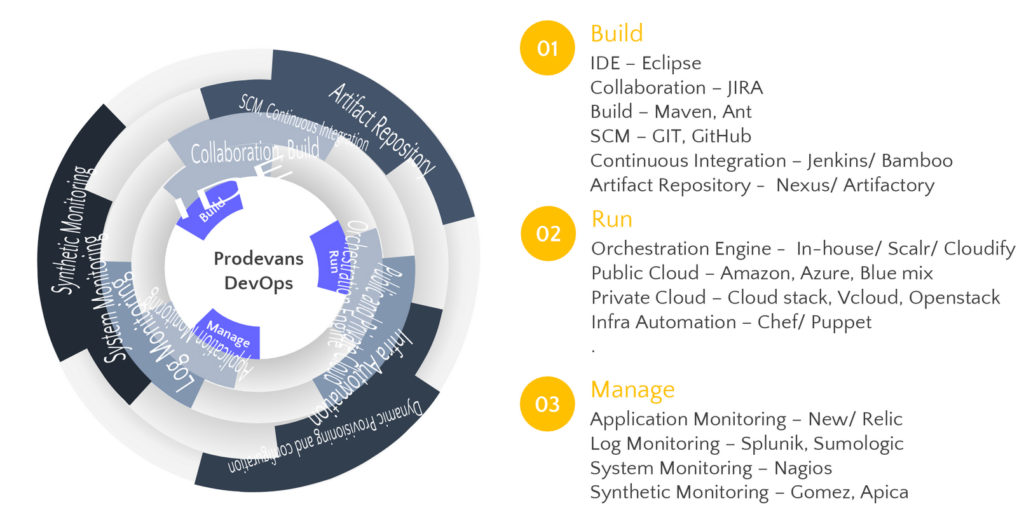 Artifact Repository
SCM, Continuous Integration
Collaboration, Build
IDE
Build
Prodevans
DevOps
Run
Orchestration Engine
Public and Private Cloud
Infra Automation
Dynamic Provisioning and configuration
Manage
Application Monitoring
Log Monitoring
System Monitoring
Synthetic Monitoring
01
Build
IDE – Eclipse
Collaboration – JIRA
Build – Maven, Ant
SCM – GIT, GitHub
Continuous Integration – Jenkins/ Bamboo
Artifact Repository - Nexus/ Artifactory
02
Run
Orchestration Engine - In-house/ Scalr/ Cloudify
Public Cloud – Amazon, Azure, Blue mix
Private Cloud – Cloud stack, Vcloud, Openstack
Infra Automation – Chef/ Puppet
.
03
Manage
Application Monitoring – New/ Relic
Log Monitoring – Splunik, Sumologic
System Monitoring – Nagios
Synthetic Monitoring – Gomez, Apica